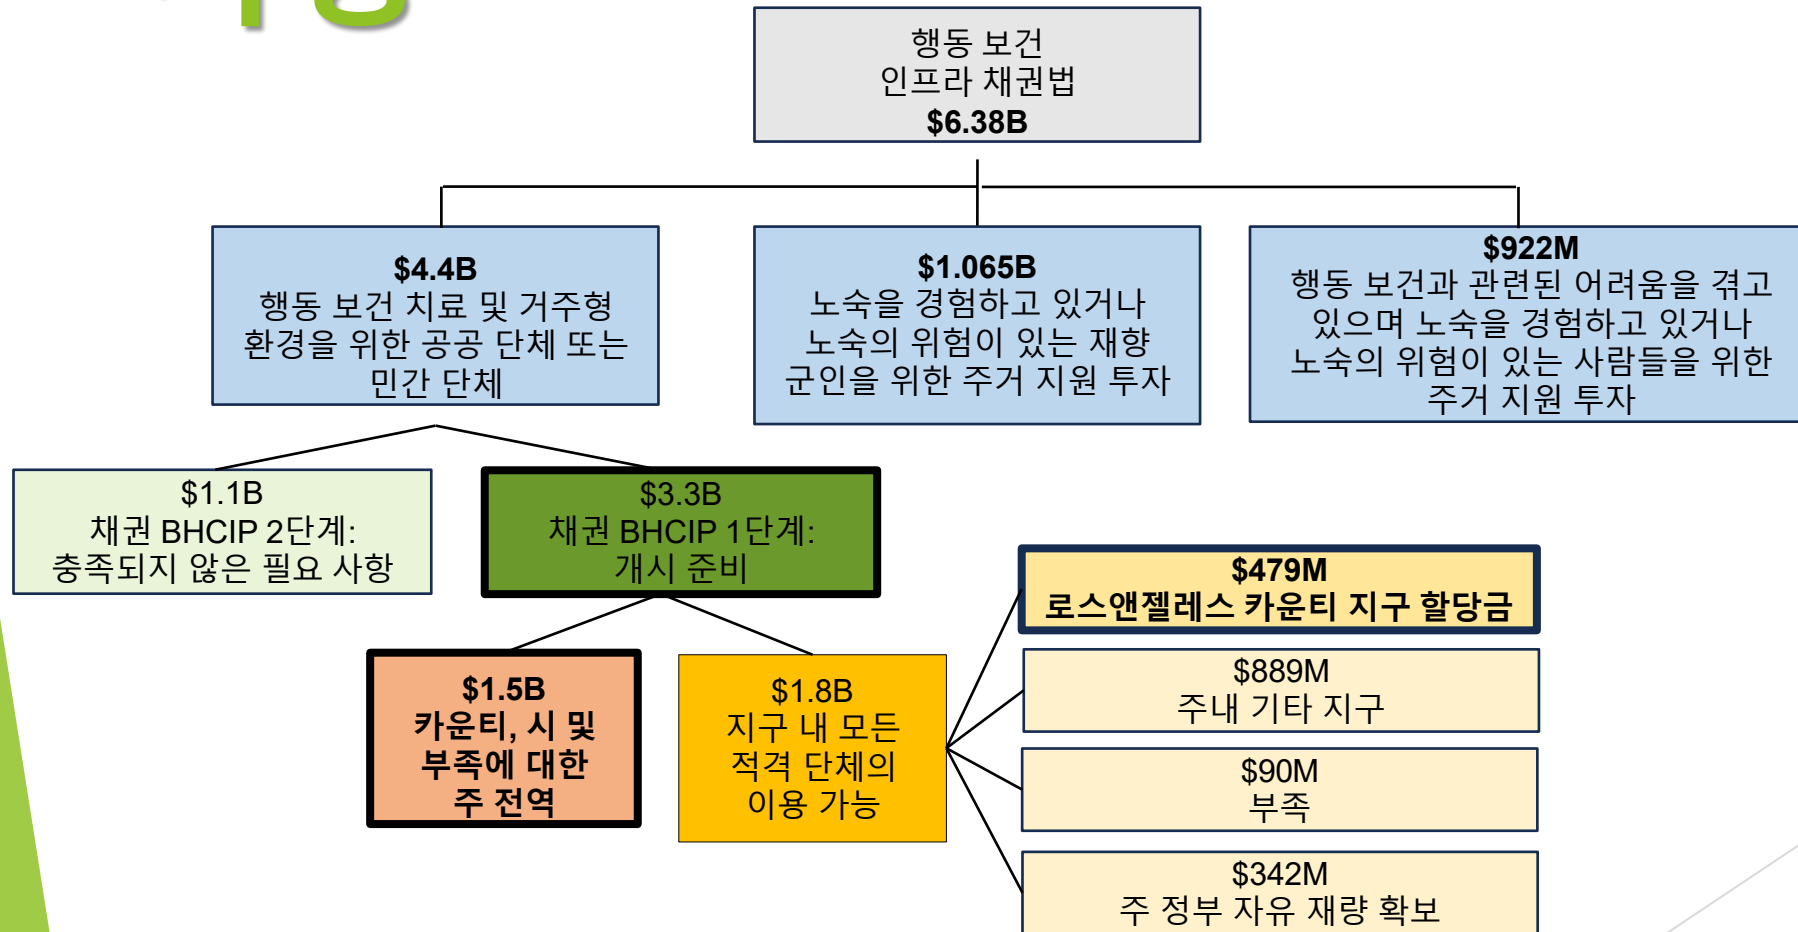 행동 보건
인프라 채권법
$6.38B
$4.4B
행동 보건 치료 및 거주형
환경을 위한 공공 단체 또는
민간 단체
$1.065B
노숙을 경험하고 있거나
노숙의 위험이 있는 재향
군인을 위한 주거 지원 투자
$922M
행동 보건과 관련된 어려움을 겪고
있으며 노숙을 경험하고 있거나
노숙의 위험이 있는 사람들을 위한
주거 지원 투자
$1.1B
채권 BHCIP 2단계:
충족되지 않은 필요 사항
$3.3B
채권 BHCIP 1단계:
개시 준비
$1.5B
카운티, 시 및
부족에 대한
주 전역
$1.8B
지구 내 모든
적격 단체의
이용 가능
$479M
로스앤젤레스 카운티 지구 할당금
$889M
주내 기타 지구
$90M
부족
$342M
주 정부 자유 재량 확보